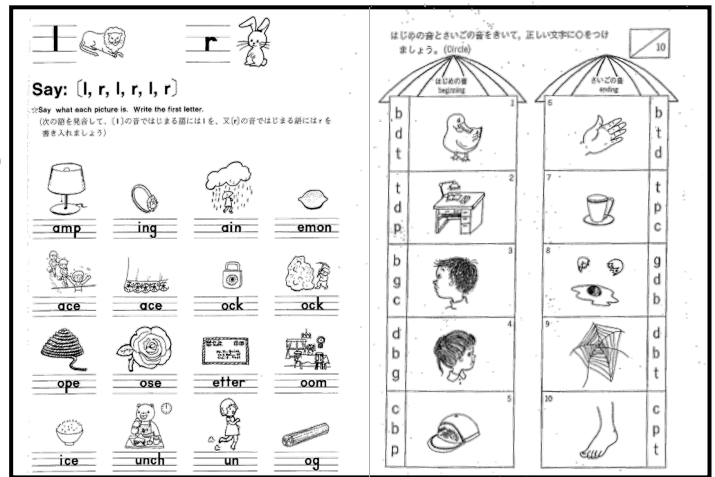 l r
Say: [l, r, l, r, l, r]
☆Say what each picture is. Write the first letter.
(次の語を発音して、[l]の音ではじまる語にはlを、又[r]の音ではじまる語にはrを
書き入れましょう)
amp ing ain emon
ace ace ock ock
ope ose etter oom
ice unch un og
はじめの音とさいごの音をきいて、正しい文字に○をつけ
ましょう。(Circle)
10
はじめの音
beginning
b
d
t
1
t
d
p
2
b
g
c
3
d
b
g
4
c
b
p
5
さいごの音
ending
6
b
t
d
7
t
p
c
8
g
d
b
9
d
b
t
10
c
p
t